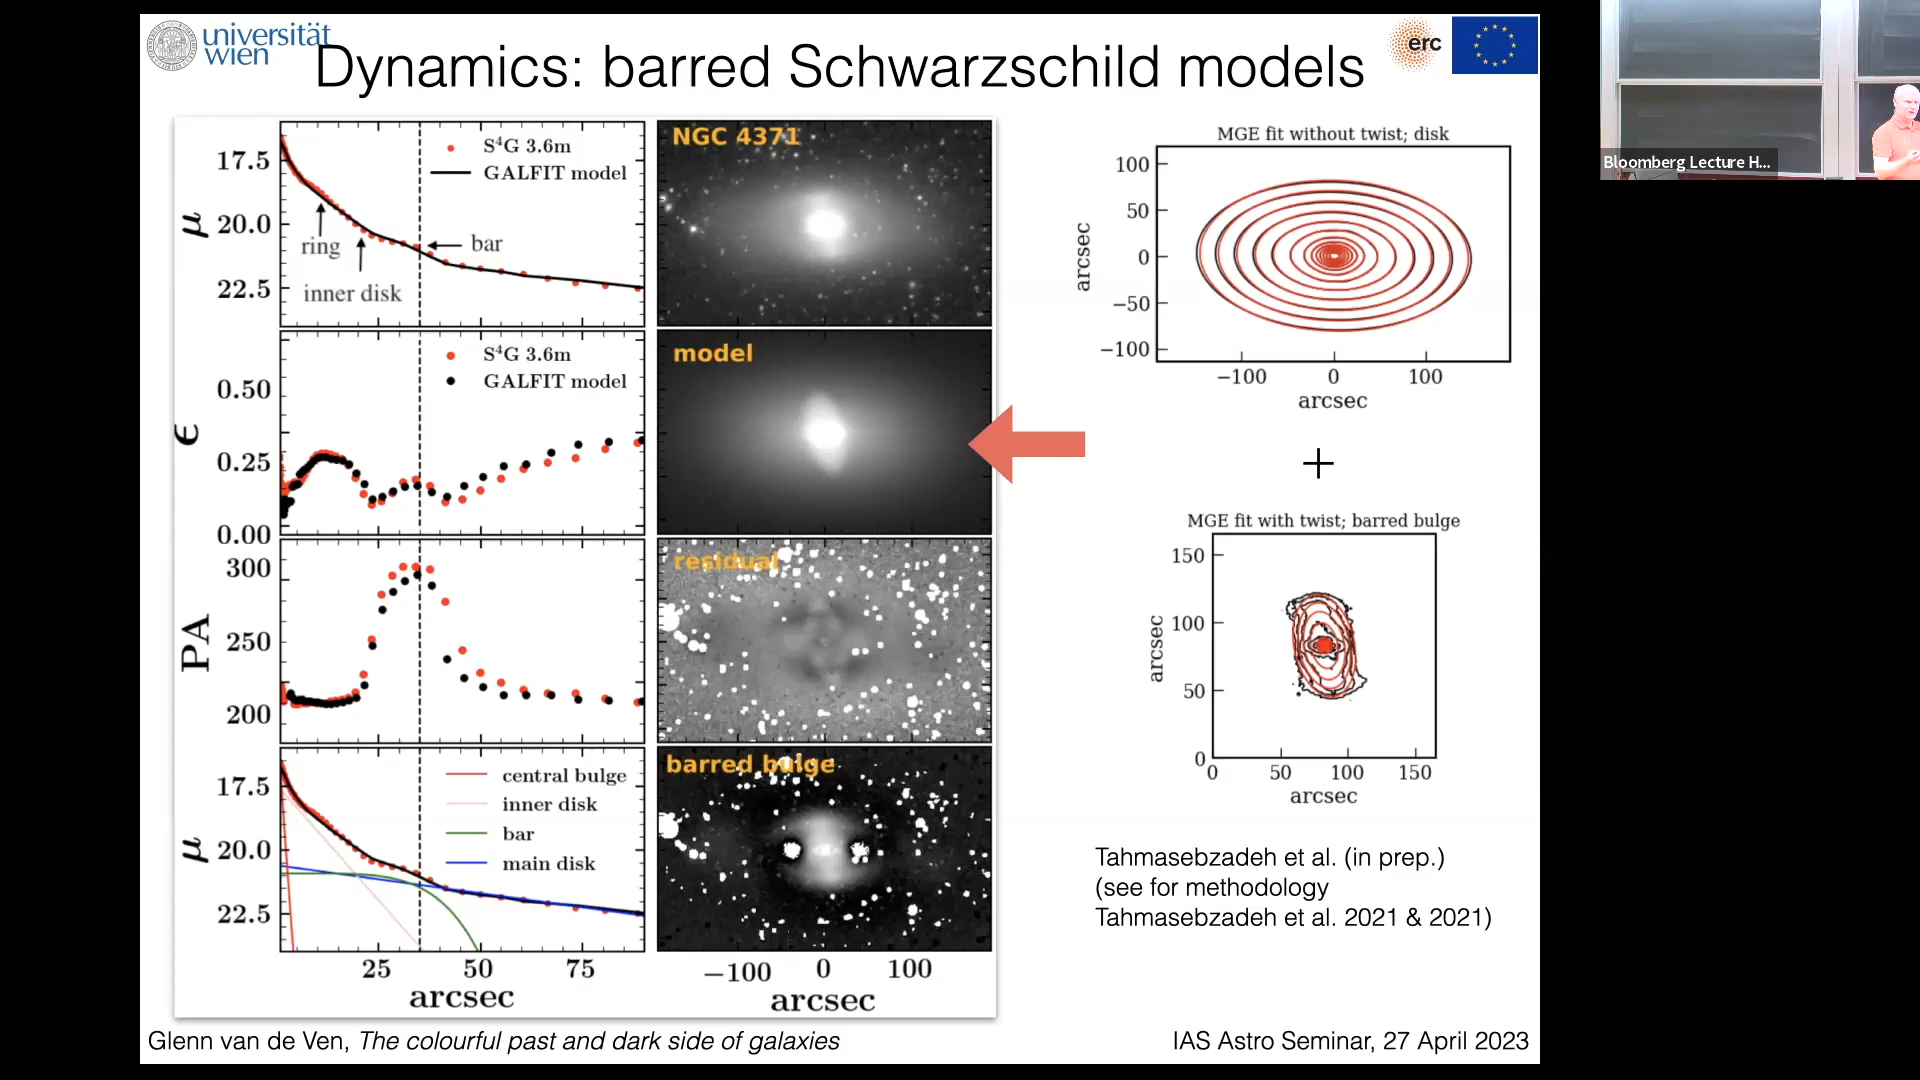 universität
wien
Dynamics: barred Schwarzschild models
erc
S⁴G 3.6m
GALFIT model
ring
inner disk
bar
17.5
20.0
22.5
μ
NGC 4371
S⁴G 3.6m
GALFIT model
0.50
0.25
0.00
ϵ
model
300
250
200
PA
residual
central bulge
inner disk
bar
main disk
17.5
20.0
22.5
μ
25 50 75
arcsec
barred bulge
−100 0 100
arcsec
MGE fit without twist; disk
100
50
0
−50
−100
arcsec
−100 0 100
arcsec
+
MGE fit with twist; barred bulge
150
100
50
0
arcsec
0 50 100 150
arcsec
Tahmasebzadeh et al. (in prep.)
(see for methodology
Tahmasebzadeh et al. 2021 & 2021)
Glenn van de Ven, The colourful past and dark side of galaxies
IAS Astro Seminar, 27 April 2023
Bloomberg Lecture H...